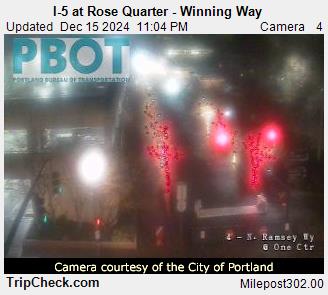 I-5 at Rose Quarter - Winning Way
Updated Dec 15 2024 11:04 PM Camera 4
PBOT
PORTLAND BUREAU OF TRANSPORTATION
4 - N. Ramsey Wy
@ One Ctr
Camera courtesy of the City of Portland
TripCheck.com Milepost302.00